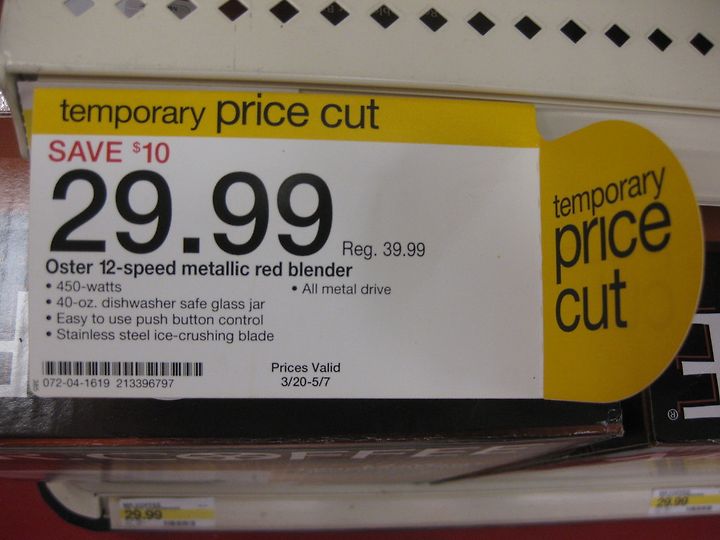 temporary price cut
SAVE $10
29.99
Reg. 39.99
Oster 12-speed metallic red blender
• 450-watts
• All metal drive
• 40-oz. dishwasher safe glass jar
• Easy to use push button control
• Stainless steel ice-crushing blade
072-04-1619 213396797
Prices Valid
3/20-5/7
temporary
price
cut
COFFEE
29.99
29.99